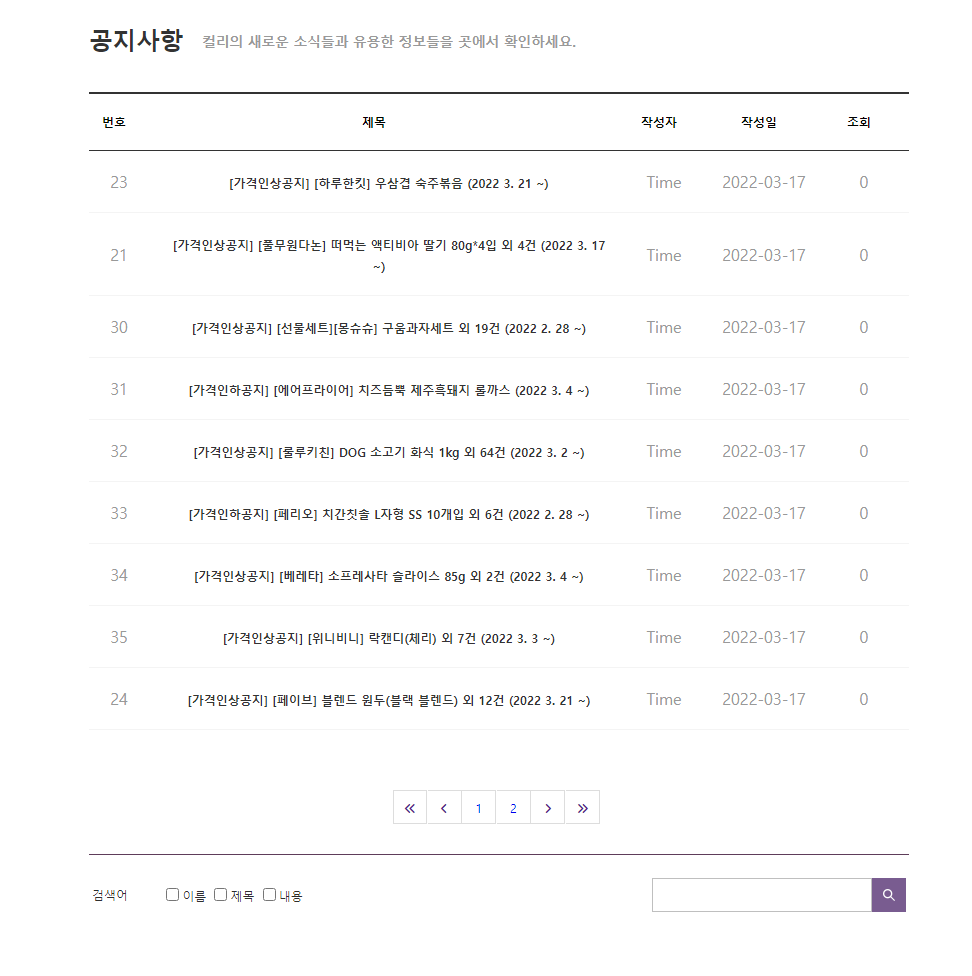 공지사항 컬리의 새로운 소식들과 유용한 정보들을 곳에서 확인하세요.
번호 제목 작성자 작성일 조회
23 [가격인상공지] [하루한킷] 우삼겹 숙주볶음 (2022 3. 21 ~) Time 2022-03-17 0
21 [가격인상공지] [풀무원다논] 떠먹는 액티비아 딸기 80g*4입 외 4건 (2022 3. 17
~) Time 2022-03-17 0
30 [가격인상공지] [선물세트][몽슈슈] 구움과자세트 외 19건 (2022 2. 28 ~) Time 2022-03-17 0
31 [가격인하공지] [에어프라이어] 치즈듬뿍 제주흑돼지 롤까스 (2022 3. 4 ~) Time 2022-03-17 0
32 [가격인상공지] [룰루키친] DOG 소고기 화식 1kg 외 64건 (2022 3. 2 ~) Time 2022-03-17 0
33 [가격인하공지] [페리오] 치간칫솔 L자형 SS 10개입 외 6건 (2022 2. 28 ~) Time 2022-03-17 0
34 [가격인상공지] [베레타] 소프레사타 슬라이스 85g 외 2건 (2022 3. 4 ~) Time 2022-03-17 0
35 [가격인상공지] [위니비니] 락캔디(체리) 외 7건 (2022 3. 3 ~) Time 2022-03-17 0
24 [가격인상공지] [페이브] 블렌드 원두(블랙 블렌드) 외 12건 (2022 3. 21 ~) Time 2022-03-17 0
1 2
검색어 이름 제목 내용